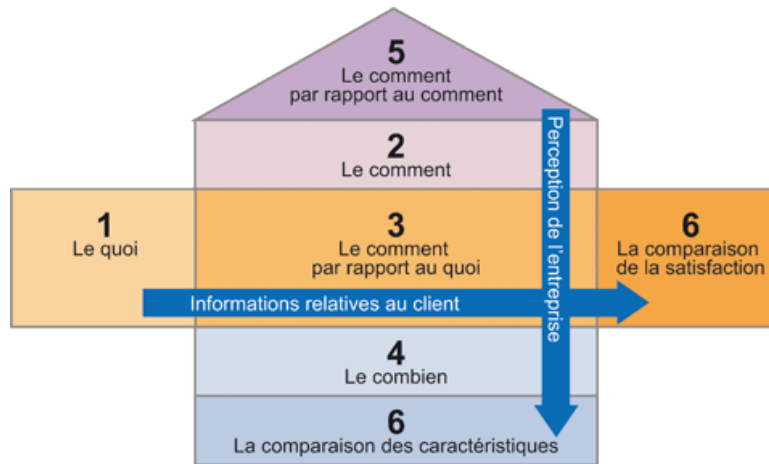 5
Le comment
par rapport au comment
2
Le comment
1
Le quoi
3
Le comment
par rapport au quoi
6
La comparaison
de la satisfaction
Informations relatives au client
Perception de l'entreprise
4
Le combien
6
La comparaison des caractéristiques